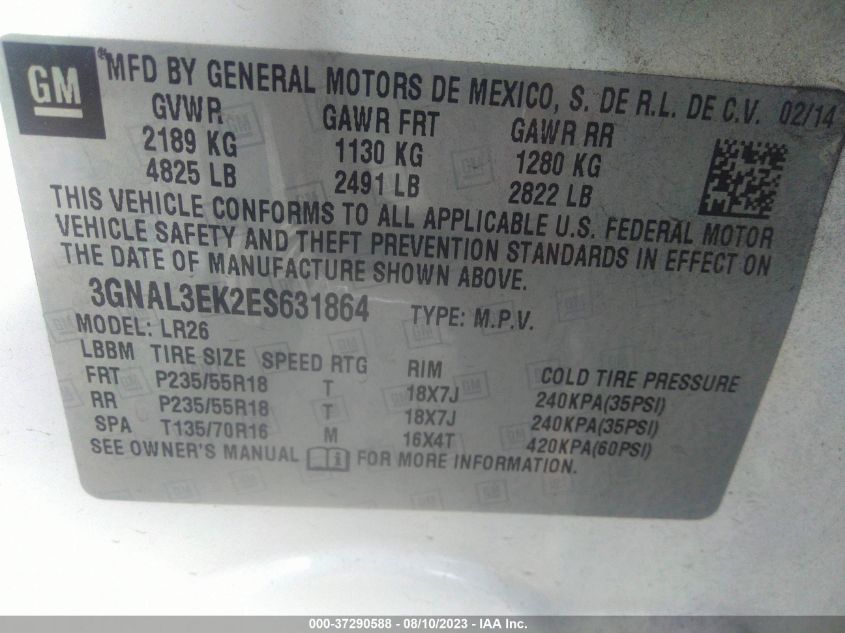 GM
®MFD BY GENERAL MOTORS DE MEXICO, S. DE R.L. DE C.V. 02/14
GVWR GAWR FRT GAWR RR
2189 KG 1130 KG 1280 KG
4825 LB 2491 LB 2822 LB
THIS VEHICLE CONFORMS TO ALL APPLICABLE U.S. FEDERAL MOTOR
VEHICLE SAFETY AND THEFT PREVENTION STANDARDS IN EFFECT ON
THE DATE OF MANUFACTURE SHOWN ABOVE.
3GNAL3EK2ES631864 TYPE: M.P.V.
MODEL: LR26
LBBM TIRE SIZE SPEED RTG RIM COLD TIRE PRESSURE
FRT P235/55R18 T 18X7J 240KPA(35PSI)
RR P235/55R18 T 18X7J 240KPA(35PSI)
SPA T135/70R16 M 16X4T 420KPA(60PSI)
SEE OWNER'S MANUAL FOR MORE INFORMATION.
000-37290588 - 08/10/2023 - IAA Inc.